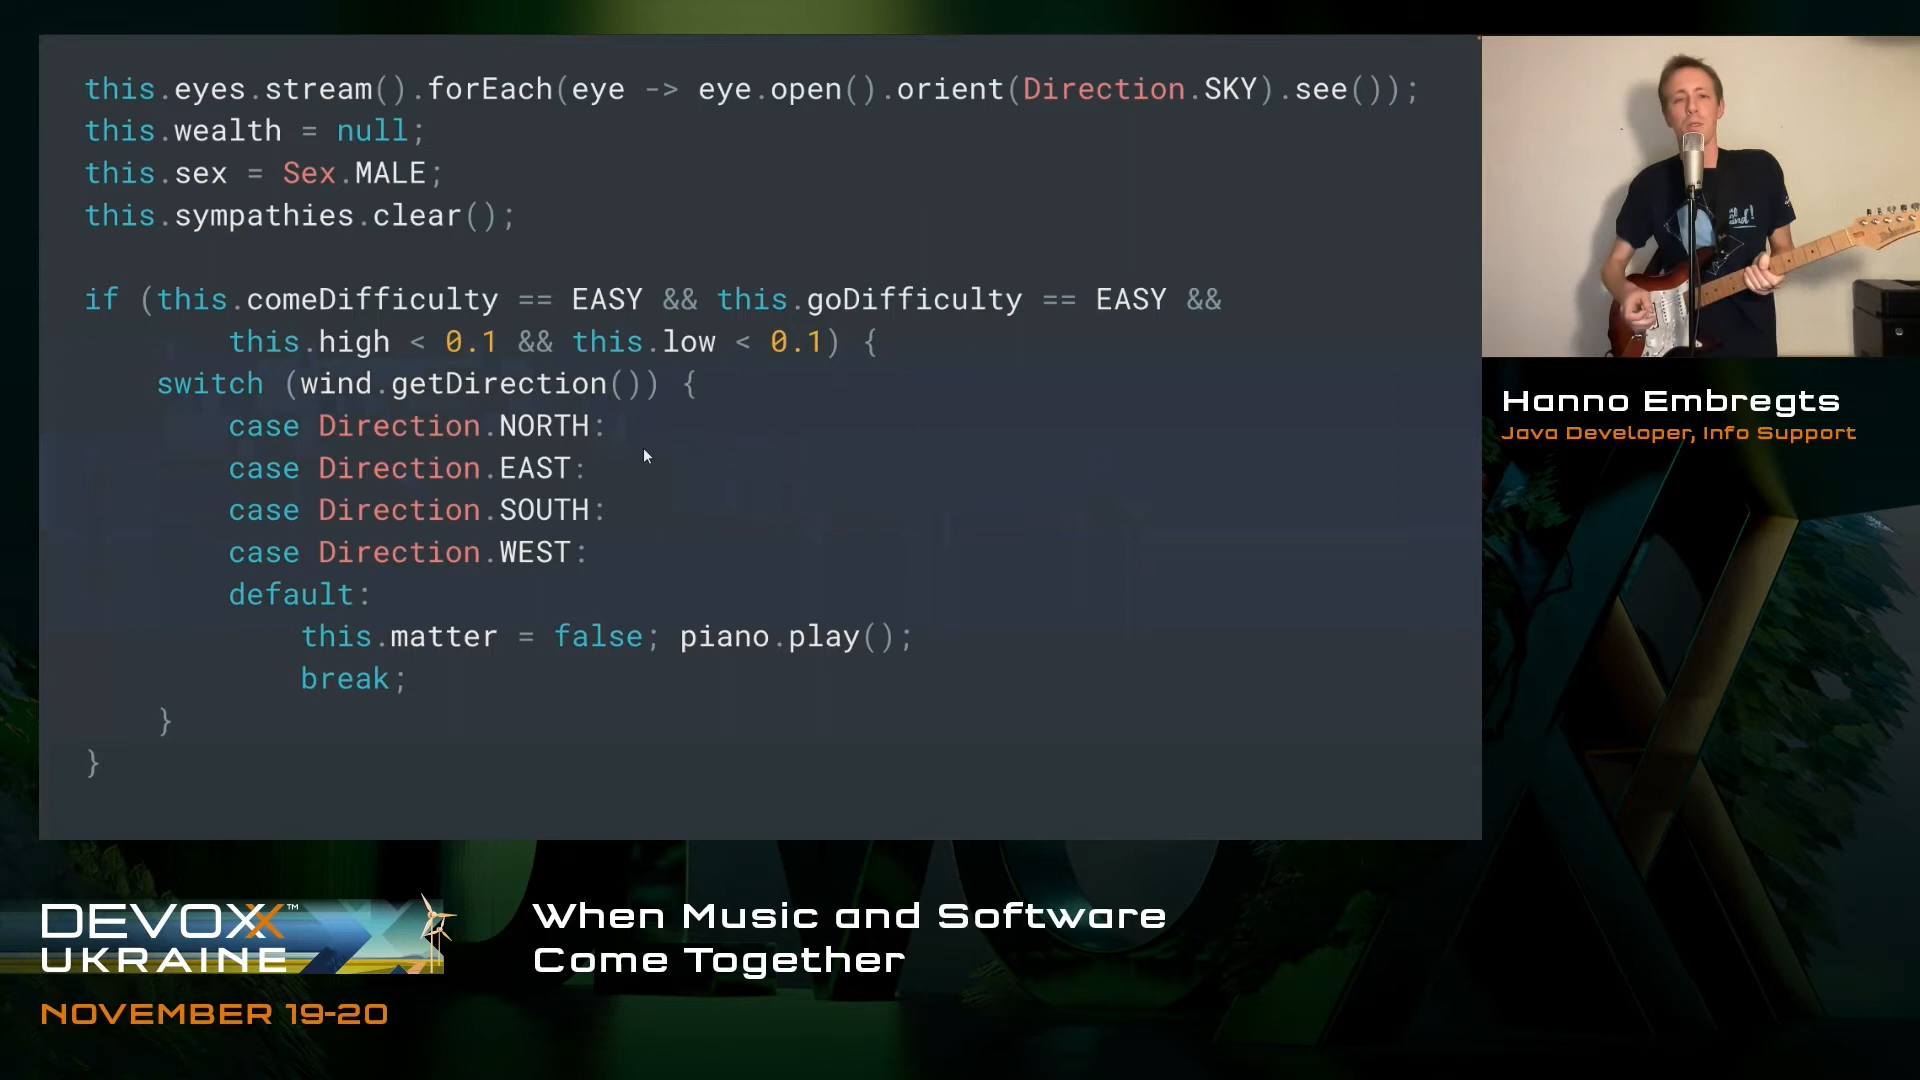 this.eyes.stream().forEach(eye -> eye.open().orient(Direction.SKY).see());
this.wealth = null;
this.sex = Sex.MALE;
this.sympathies.clear();
if (this.comeDifficulty == EASY && this.goDifficulty == EASY &&
this.high < 0.1 && this.low < 0.1) {
switch (wind.getDirection()) {
case Direction.NORTH:
case Direction.EAST:
case Direction.SOUTH:
case Direction.WEST:
default:
this.matter = false; piano.play();
break;
}
}
Hanno Embregts
Java Developer, Info Support
DEVOXX™
UKRAINE
NOVEMBER 19-20
When Music and Software
Come Together